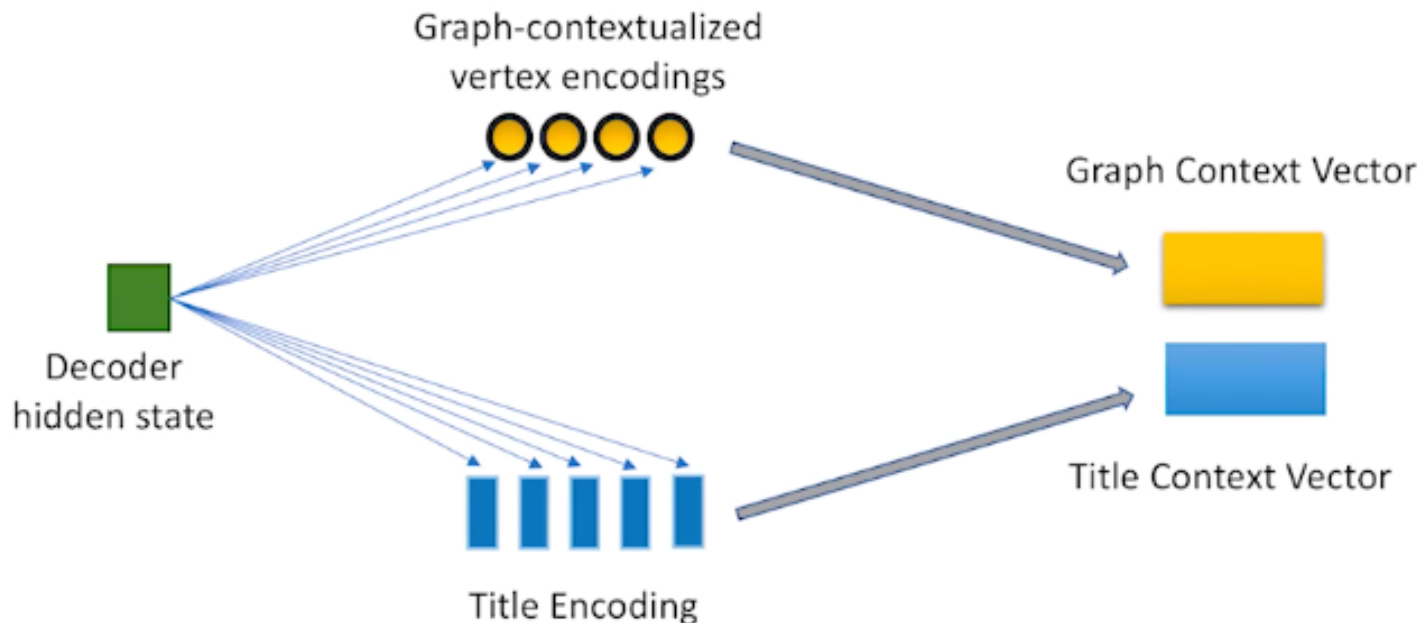 Graph-contextualized
vertex encodings
Graph Context Vector
Decoder
hidden state
Title Context Vector
Title Encoding